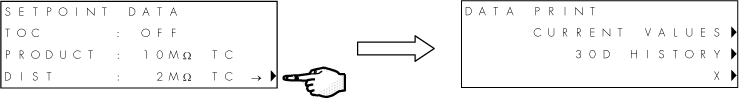 SETPOINT DATA
TOC : OFF
PRODUCT : 10MΩ TC
DIST : 2MΩ TC →
DATA PRINT
CURRENT VALUES
30D HISTORY
X